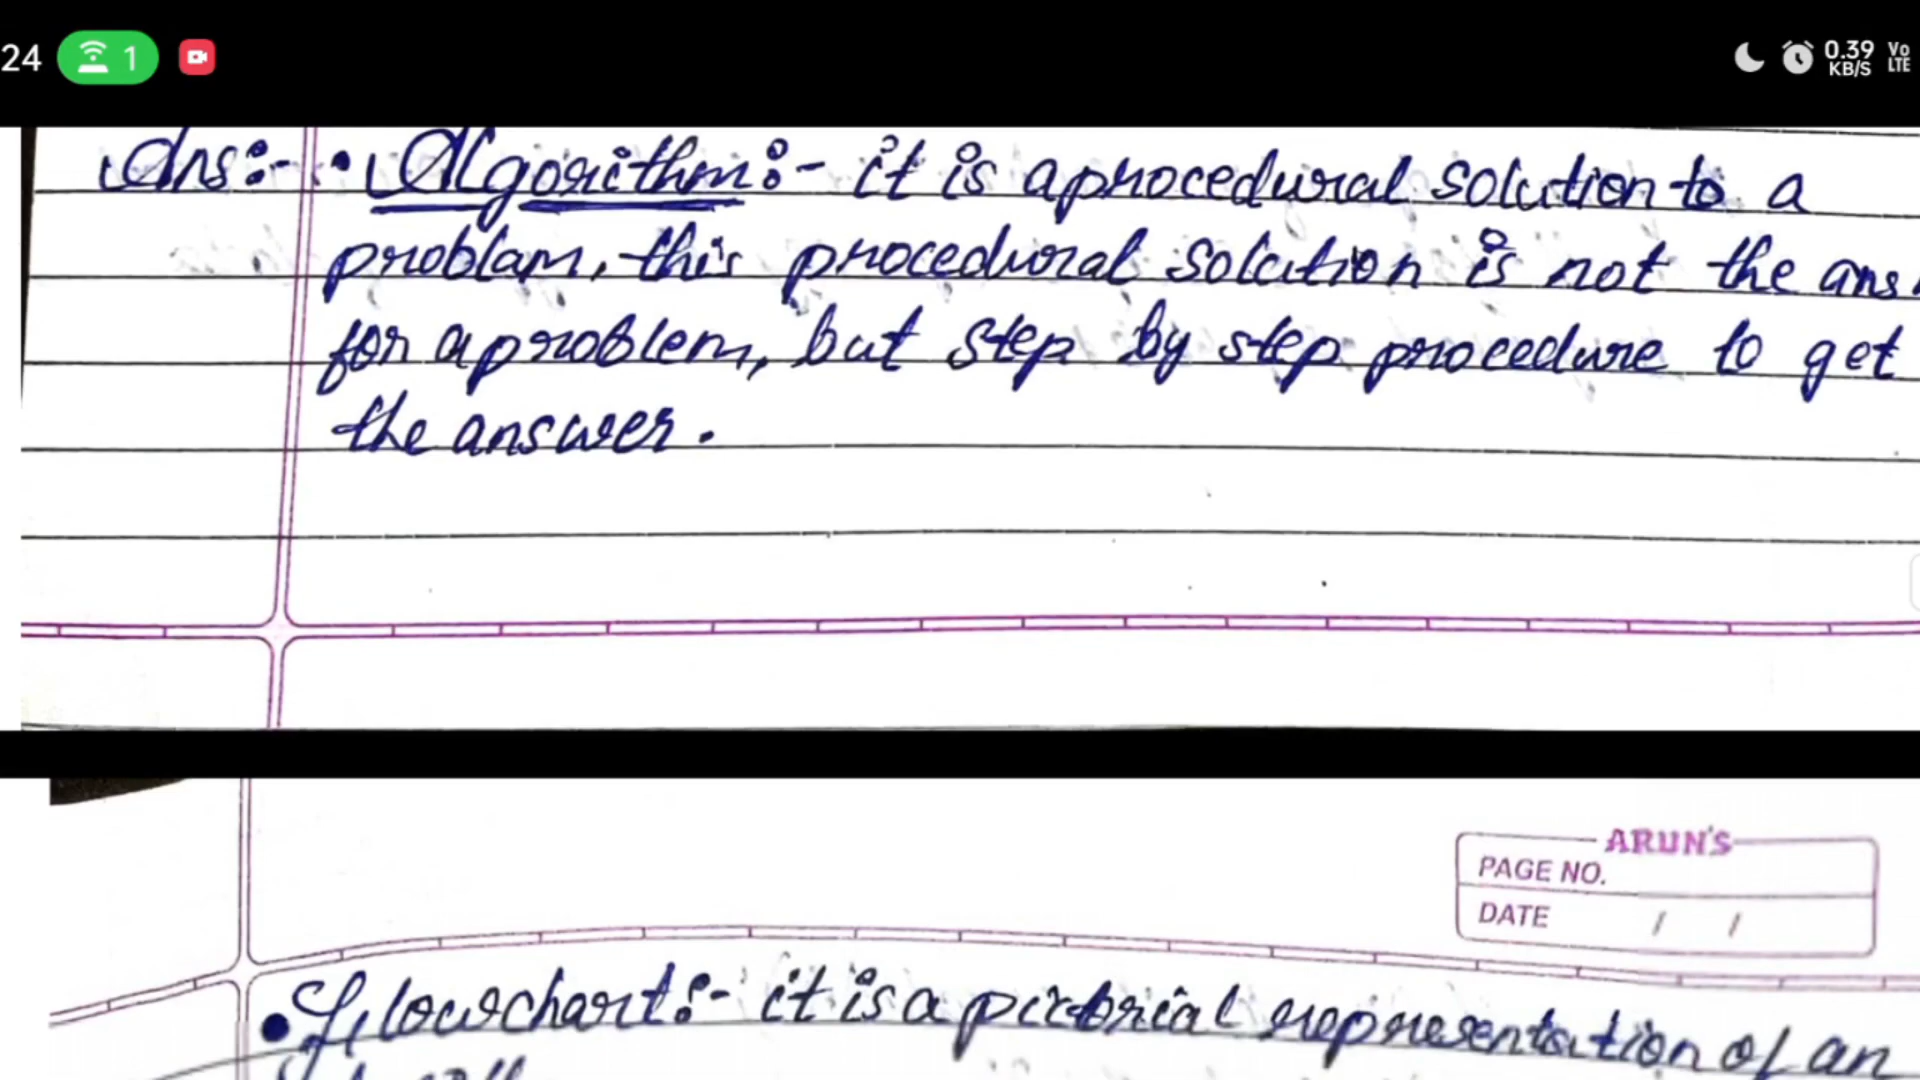 24 1 0.39 KB/S Vo LTE
Ans:- • Algorithm:- it is a procedural solution to a
problam, this procedural solution is not the ans
for a problem, but step by step procedure to get
the answer.
ARUN'S
PAGE NO.
DATE / /
• Flowchart:- it is a pictorial representation of an